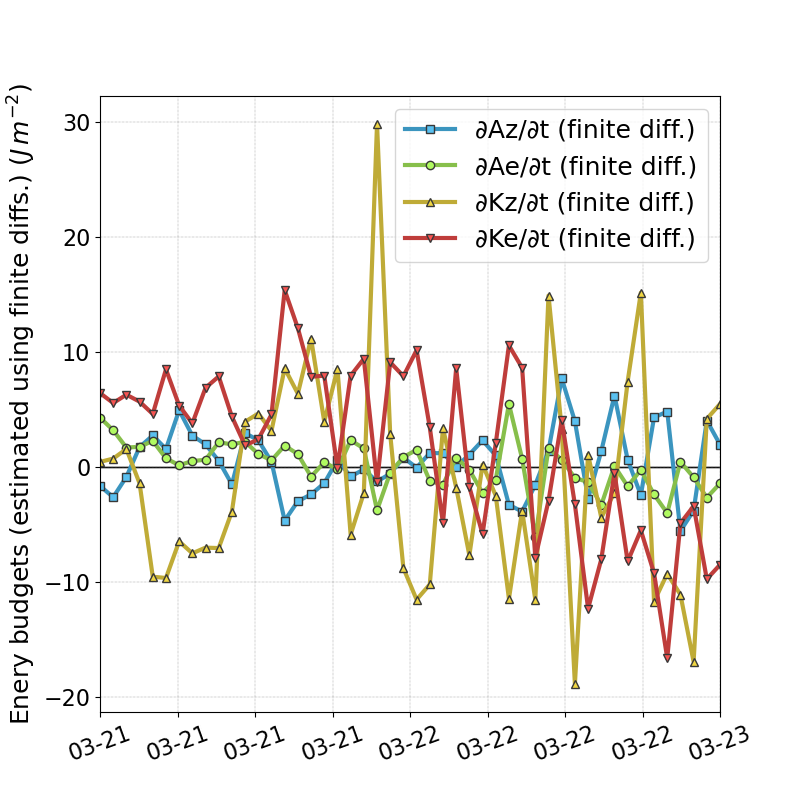 Enery budgets (estimated using finite diffs.) (J m⁻²)
30
20
10
0
−10
−20
∂Az/∂t (finite diff.)
∂Ae/∂t (finite diff.)
∂Kz/∂t (finite diff.)
∂Ke/∂t (finite diff.)
03-21 03-21 03-21 03-21 03-22 03-22 03-22 03-22 03-23